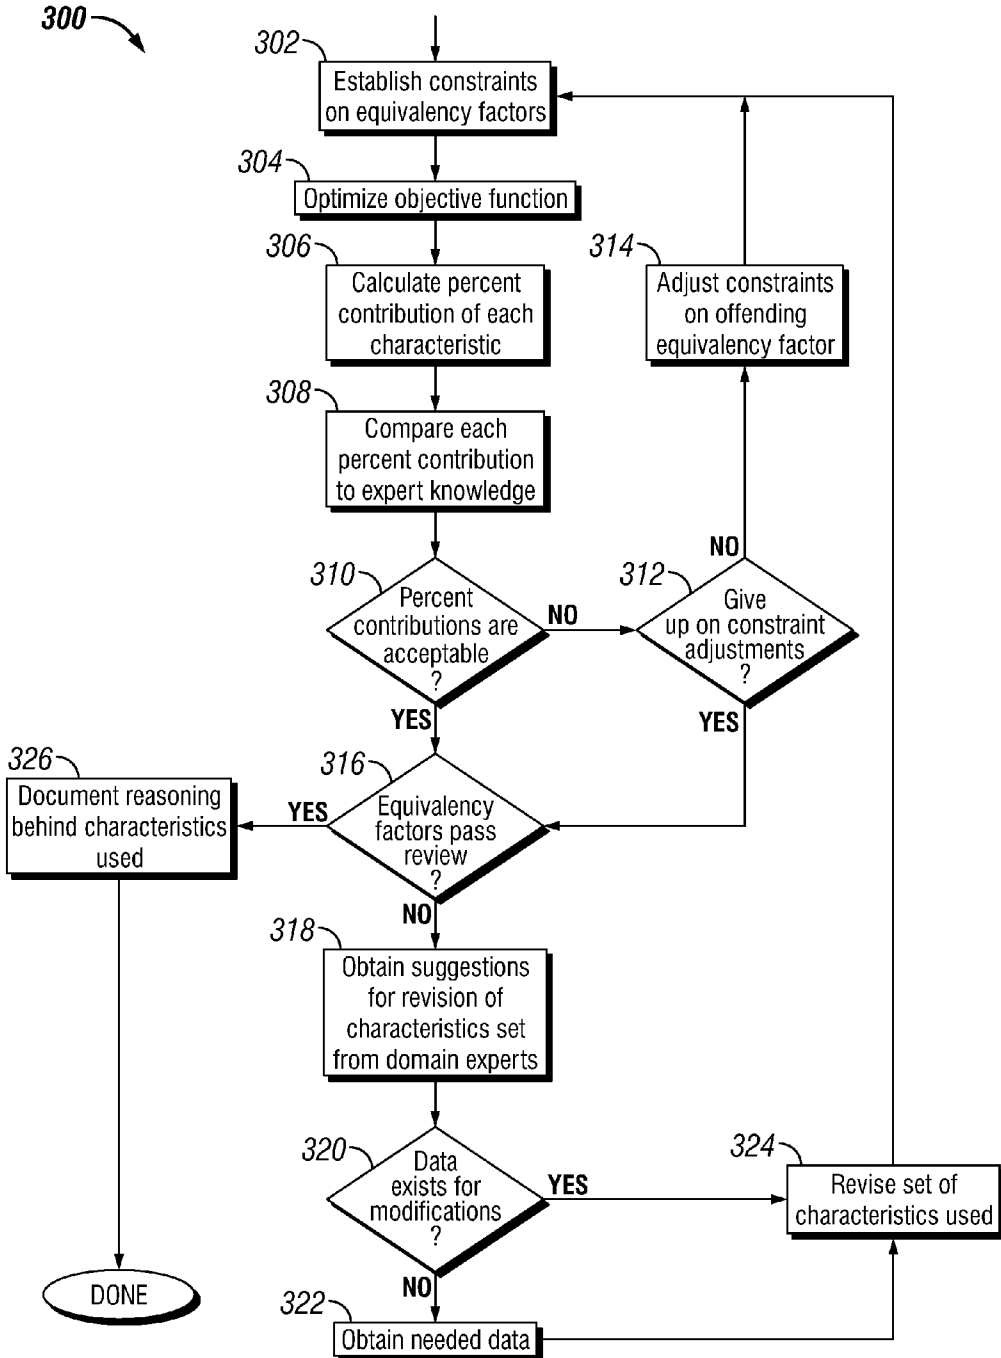 300
302
Establish constraints
on equivalency factors
304
Optimize objective function
306
Calculate percent
contribution of each
characteristic
314
Adjust constraints
on offending
equivalency factor
308
Compare each
percent contribution
to expert knowledge
310
Percent
contributions are
acceptable
?
NO
YES
312
Give
up on constraint
adjustments
?
NO
YES
316
Equivalency
factors pass
review
?
YES
NO
326
Document reasoning
behind characteristics
used
318
Obtain suggestions
for revision of
characteristics set
from domain experts
320
Data
exists for
modifications
?
YES
NO
324
Revise set of
characteristics used
322
Obtain needed data
DONE